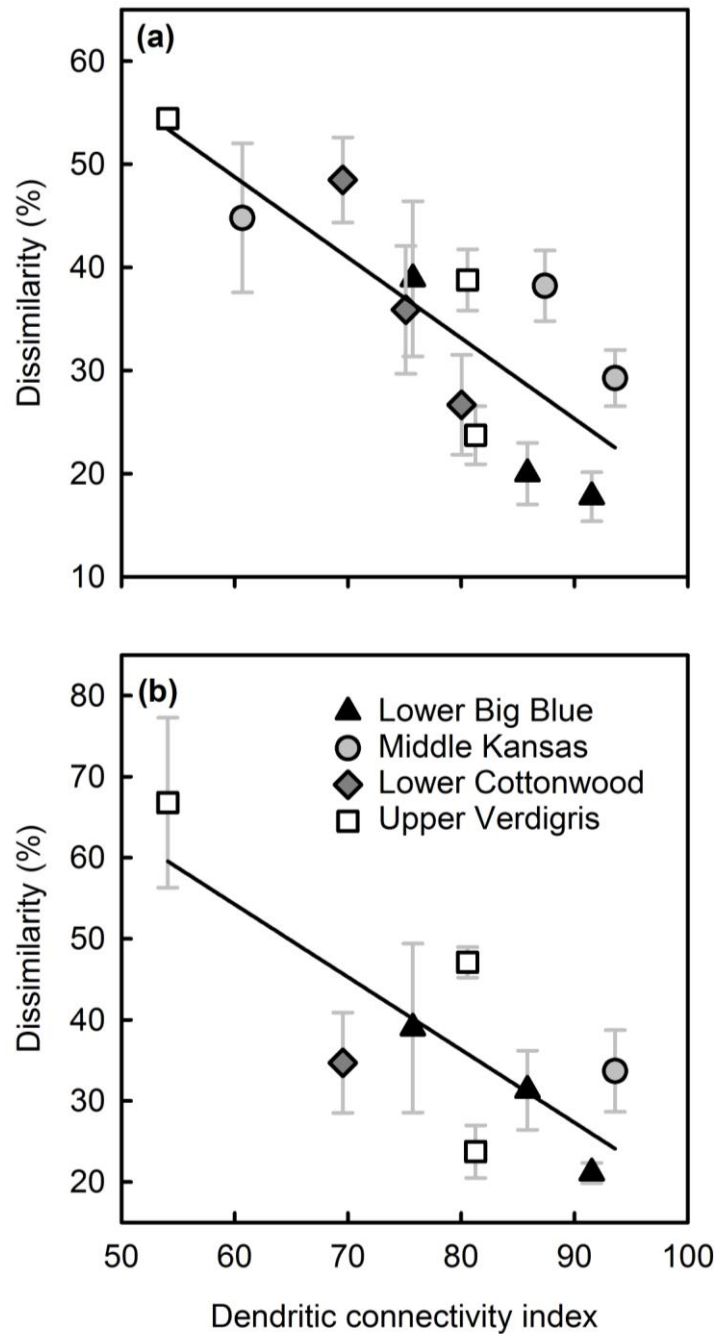 (a)
60
50
40
30
20
10
Dissimilarity (%)
(b)
80
70
60
50
40
30
20
Dissimilarity (%)
Lower Big Blue
Middle Kansas
Lower Cottonwood
Upper Verdigris
50 60 70 80 90 100
Dendritic connectivity index